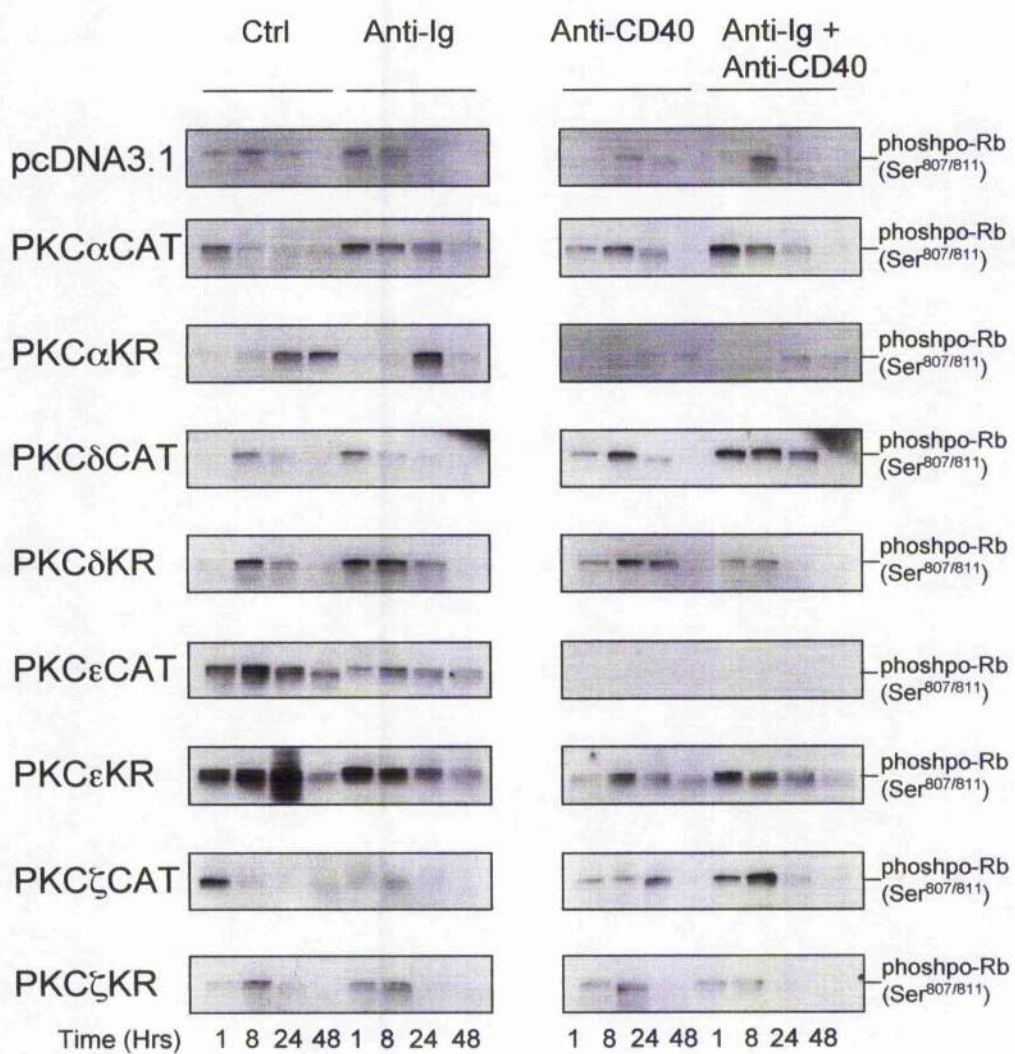 Ctrl Anti-Ig Anti-CD40 Anti-Ig +
Anti-CD40
pcDNA3.1 phoshpo-Rb
(Ser807/811)
PKCαCAT phoshpo-Rb
(Ser807/811)
PKCαKR phoshpo-Rb
(Ser807/811)
PKCδCAT phoshpo-Rb
(Ser807/811)
PKCδKR phoshpo-Rb
(Ser807/811)
PKCεCAT phoshpo-Rb
(Ser807/811)
PKCεKR phoshpo-Rb
(Ser807/811)
PKCζCAT phoshpo-Rb
(Ser807/811)
PKCζKR phoshpo-Rb
(Ser807/811)
Time (Hrs) 1 8 24 48 1 8 24 48 1 8 24 48 1 8 24 48